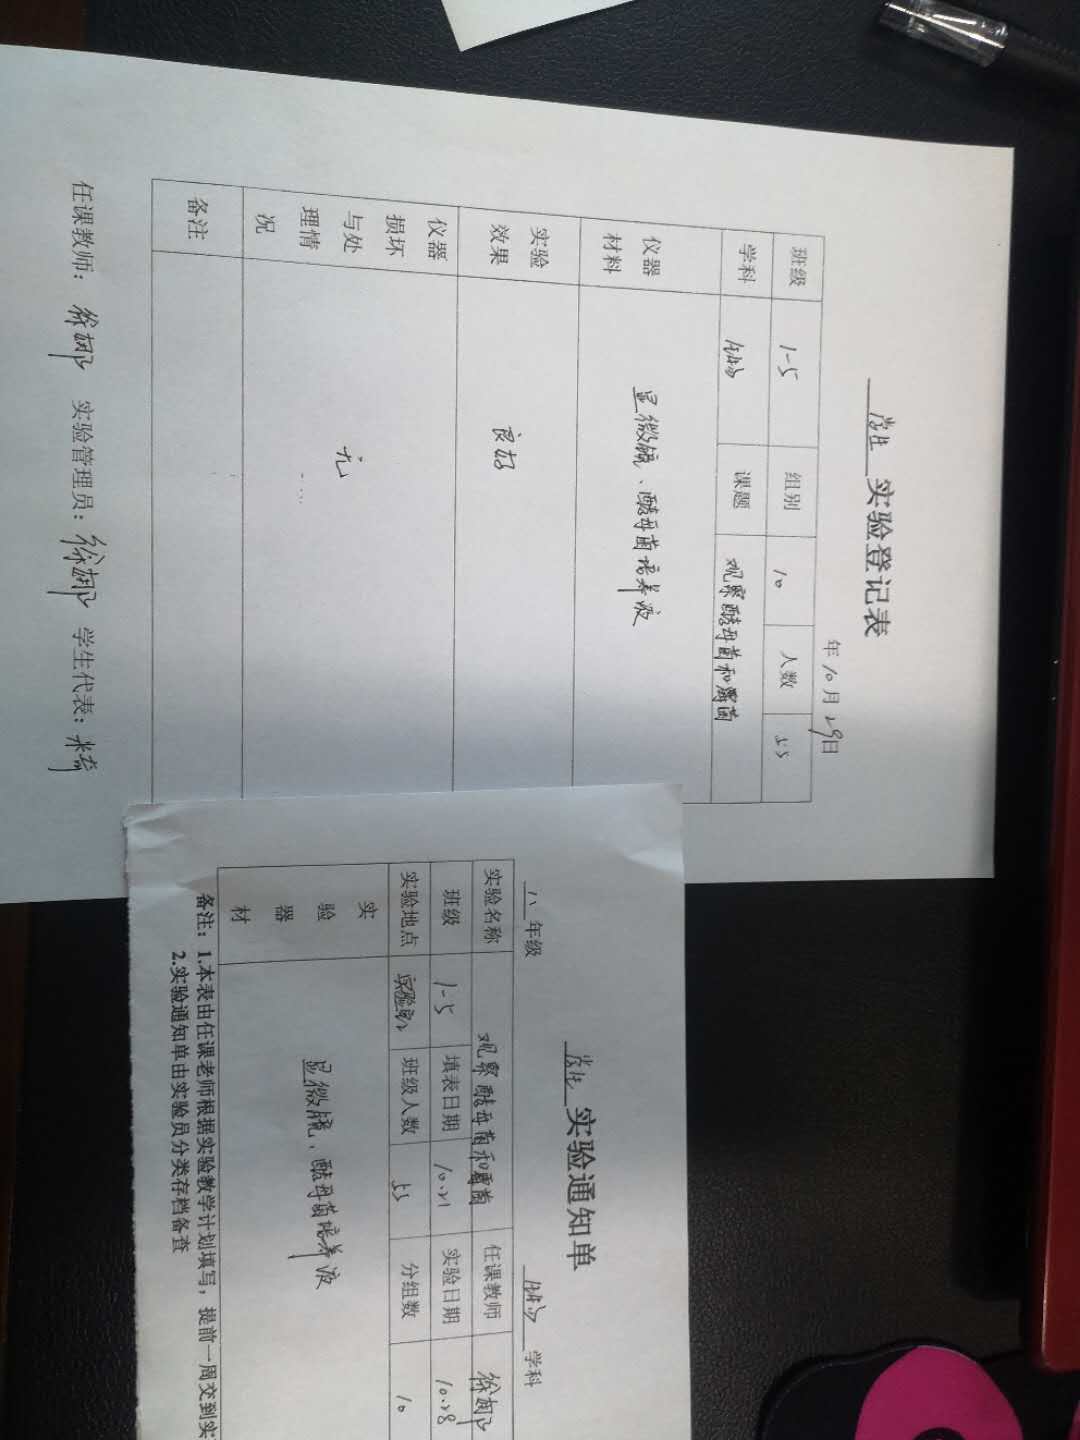 学生 实验登记表
年 10 月 29 日
班级 1-5 组别 10 人数 55
学科 生物 课题 观察酵母菌和霉菌
仪器材料 显微镜、酵母菌培养液
实验效果 良好
仪器损坏与处理情况 无
备注
任课教师: 徐 实验管理员: 徐 学生代表:
学生 实验通知单
八 年级 生物 学科
实验名称 观察酵母菌和霉菌 任课教师 徐
班级 1-5 填表日期 10.21 实验日期 10.28
实验地点 实验室 班级人数 55 分组数 10
实验器材 显微镜、酵母菌培养液
备注: 1.本表由任课老师根据实验教学计划填写，提前一周交到实
2.实验通知单由实验员分类存档备查